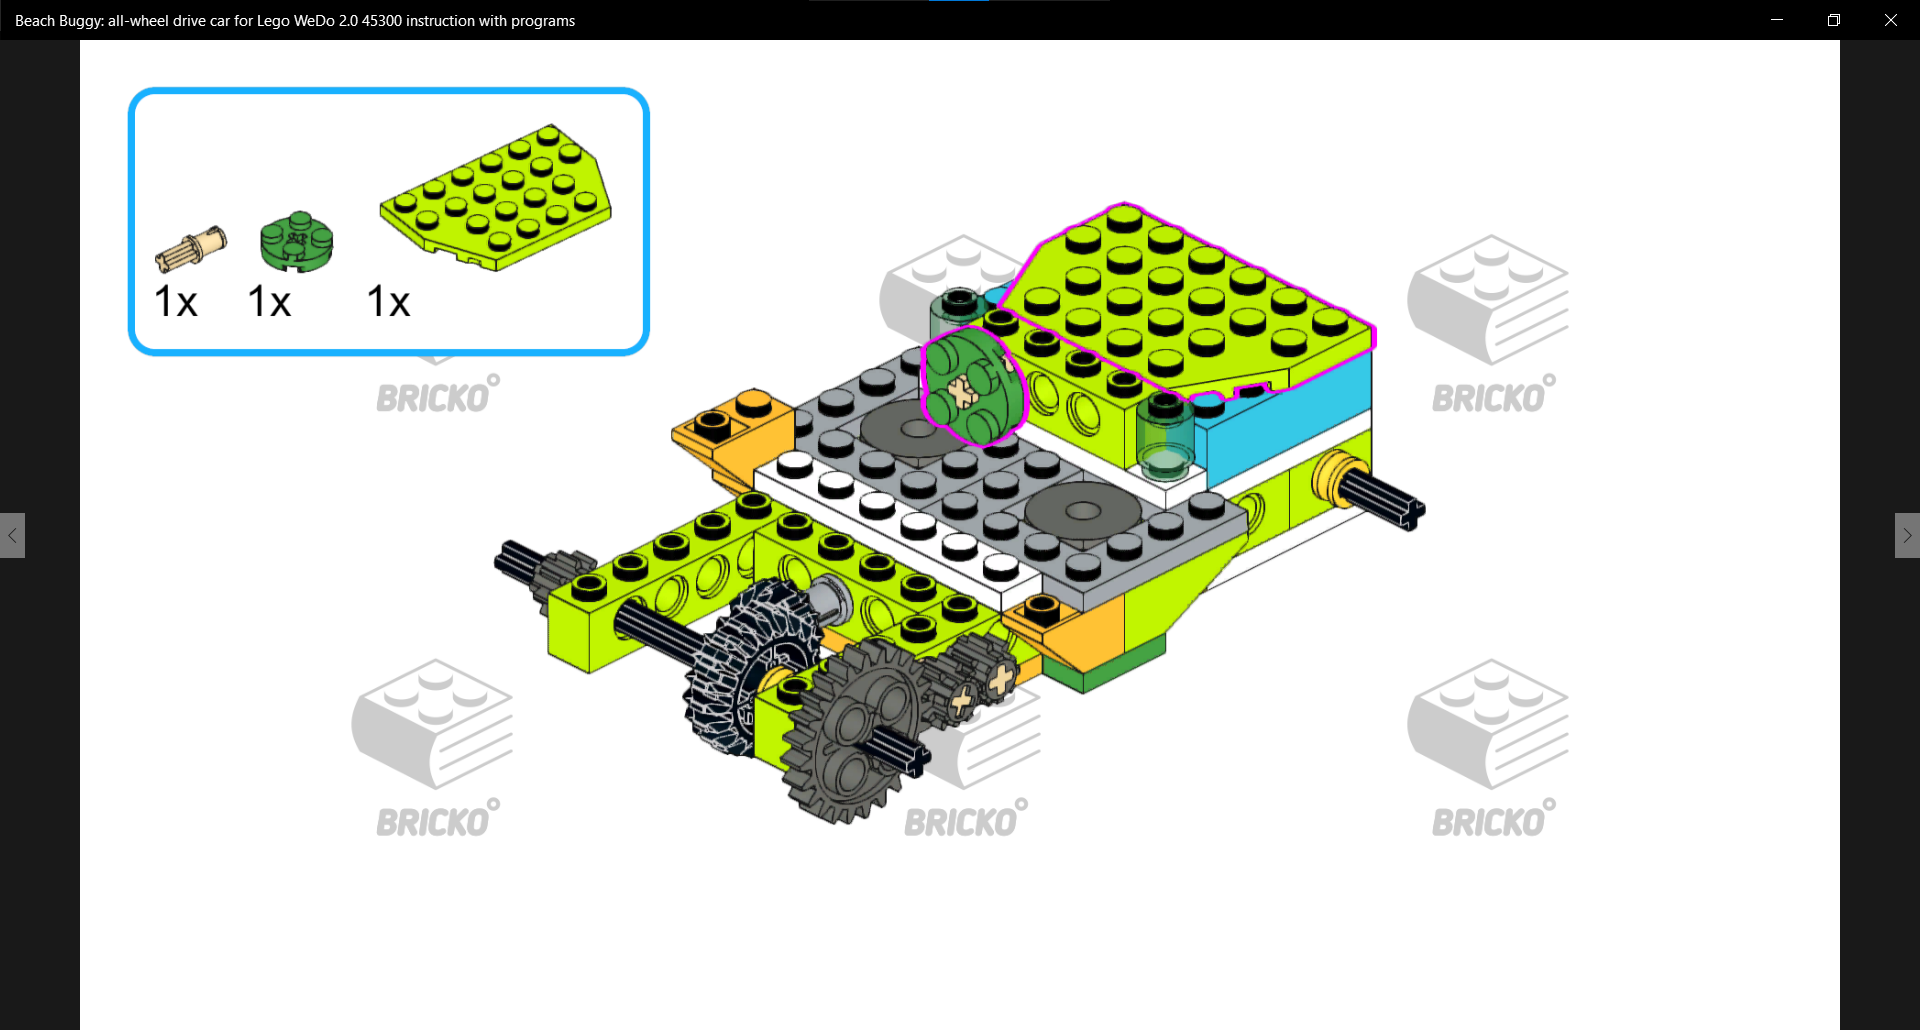 Beach Buggy: all-wheel drive car for Lego WeDo 2.0 45300 instruction with programs
1x 1x 1x
BRICKO
BRICKO
BRICKO
BRICKO
BRICKO